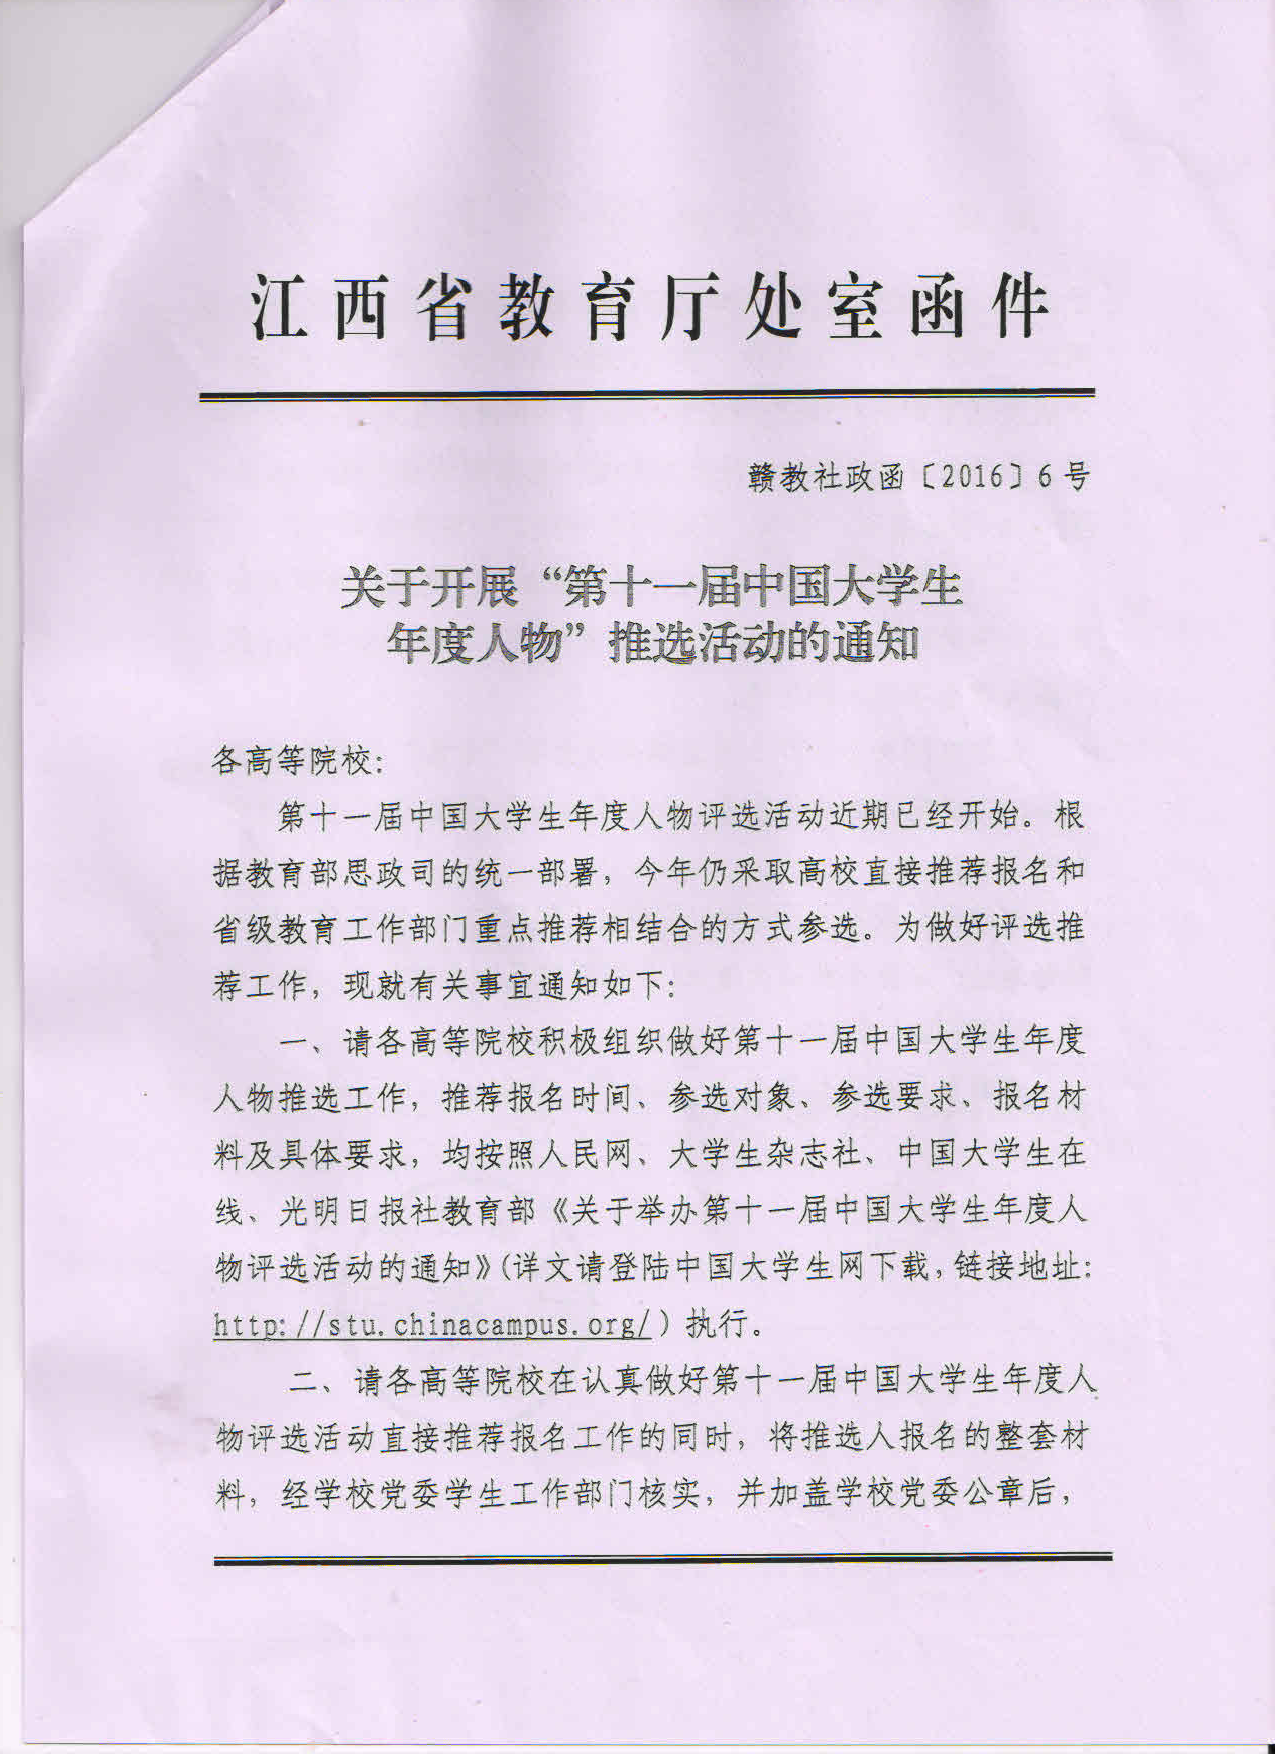 江西省教育厅处室函件
赣教社政函〔2016〕6号
关于开展“第十一届中国大学生
年度人物”推选活动的通知
各高等院校：
第十一届中国大学生年度人物评选活动近期已经开始。根
据教育部思政司的统一部署，今年仍采取高校直接推荐报名和
省级教育工作部门重点推荐相结合的方式参选。为做好评选推
荐工作，现就有关事宜通知如下：
一、请各高等院校积极组织做好第十一届中国大学生年度
人物推选工作，推荐报名时间、参选对象、参选要求、报名材
料及具体要求，均按照人民网、大学生杂志社、中国大学生在
线、光明日报社教育部《关于举办第十一届中国大学生年度人
物评选活动的通知》（详文请登陆中国大学生网下载，链接地址：
http://stu.chinacampus.org/）执行。
二、请各高等院校在认真做好第十一届中国大学生年度人
物评选活动直接推荐报名工作的同时，将推选人报名的整套材
料，经学校党委学生工作部门核实，并加盖学校党委公章后，